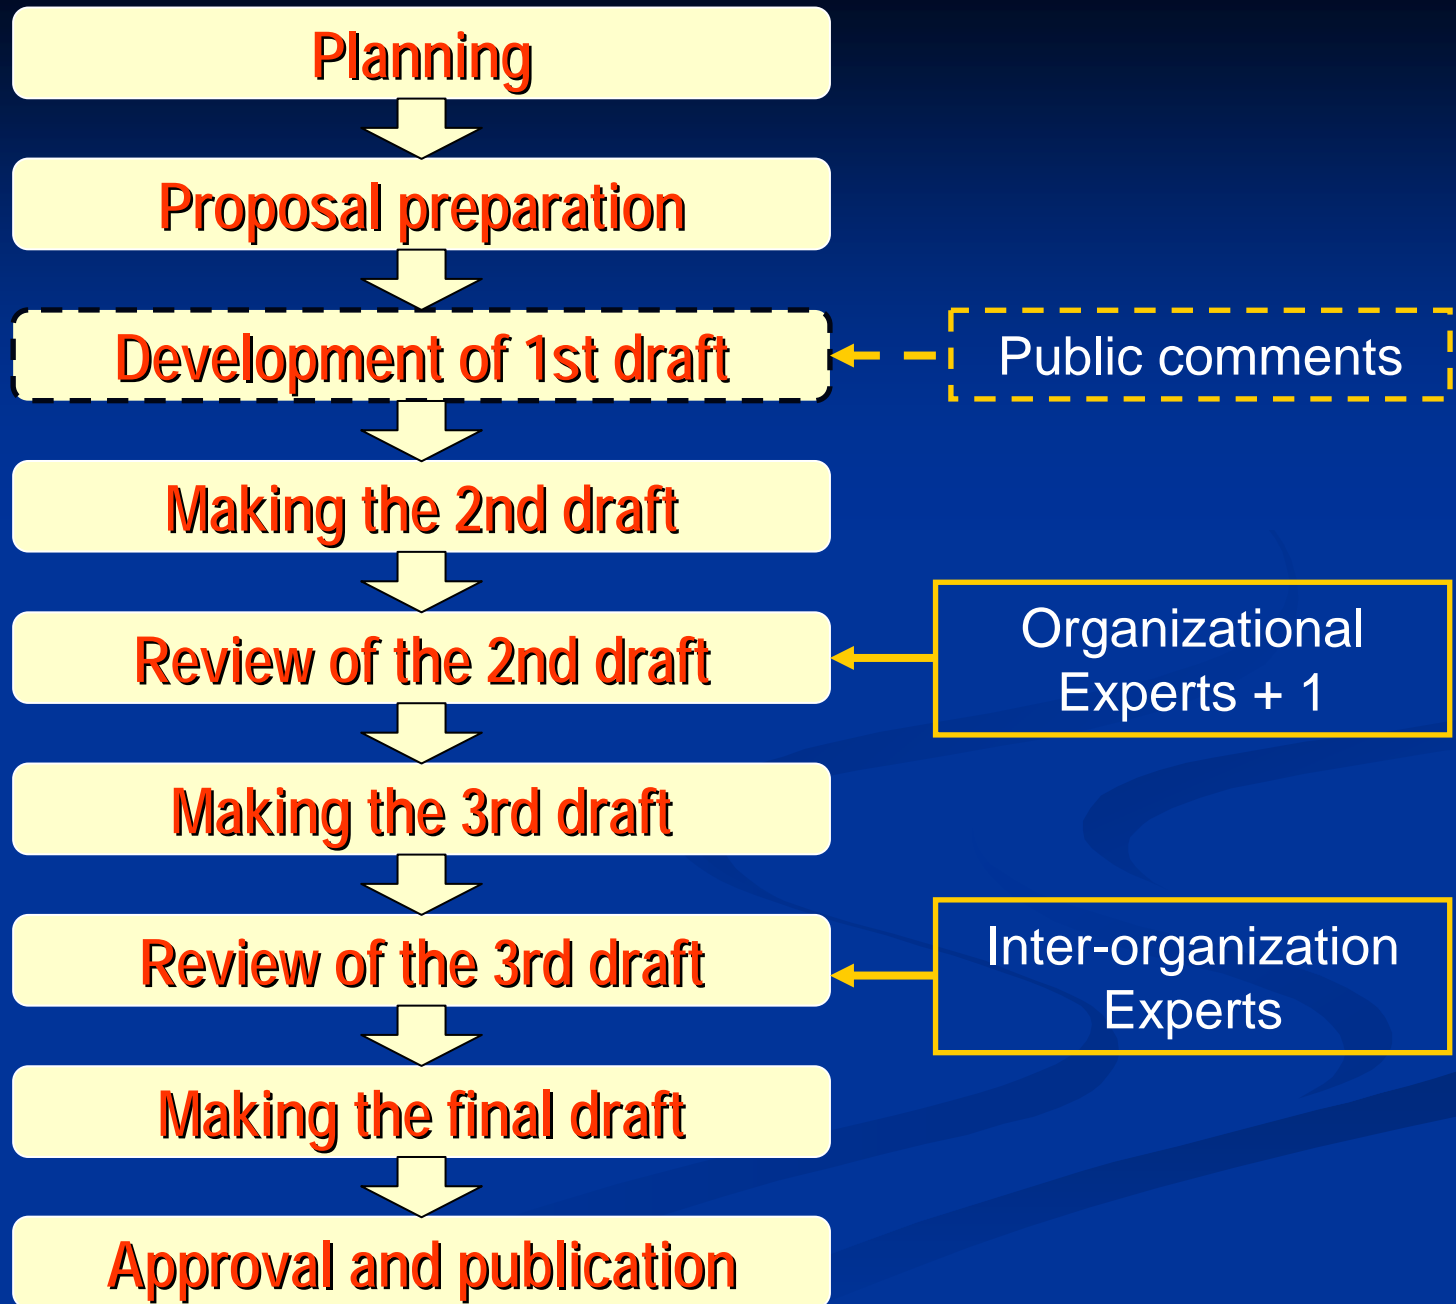 Planning
Proposal preparation
Development of 1st draft
Public comments
Making the 2nd draft
Review of the 2nd draft
Organizational
Experts + 1
Making the 3rd draft
Review of the 3rd draft
Inter-organization
Experts
Making the final draft
Approval and publication